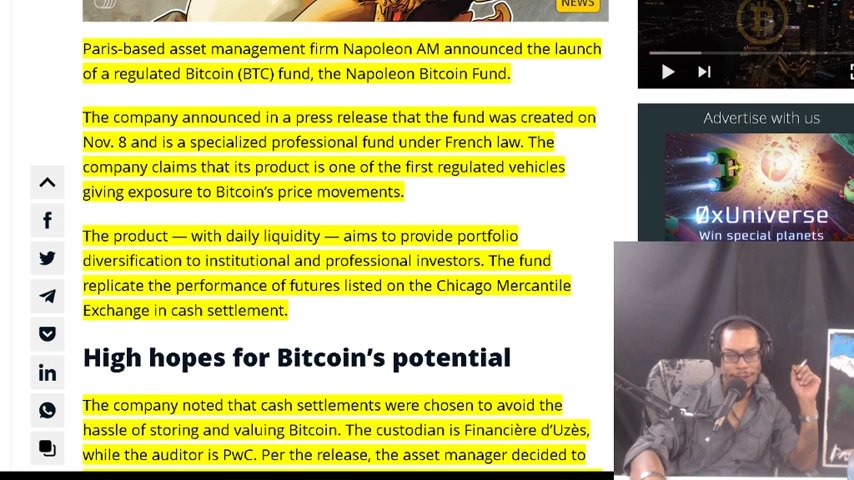 NEWS
Paris-based asset management firm Napoleon AM announced the launch
of a regulated Bitcoin (BTC) fund, the Napoleon Bitcoin Fund.
The company announced in a press release that the fund was created on
Nov. 8 and is a specialized professional fund under French law. The
company claims that its product is one of the first regulated vehicles
giving exposure to Bitcoin’s price movements.
The product — with daily liquidity — aims to provide portfolio
diversification to institutional and professional investors. The fund
replicate the performance of futures listed on the Chicago Mercantile
Exchange in cash settlement.
High hopes for Bitcoin’s potential
The company noted that cash settlements were chosen to avoid the
hassle of storing and valuing Bitcoin. The custodian is Financière d’Uzès,
while the auditor is PwC. Per the release, the asset manager decided to
Advertise with us
0xUniverse
Win special planets